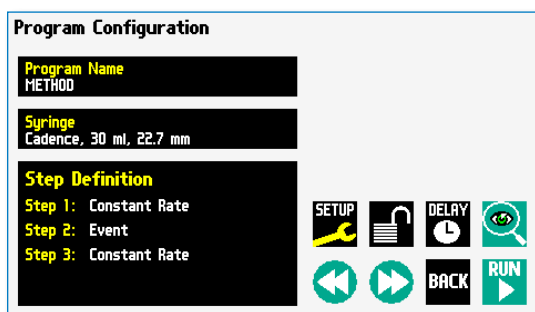 Program Configuration
Program Name
METHOD
Syringe
Cadence, 30 ml, 22.7 mm
Step Definition
Step 1: Constant Rate
Step 2: Event
Step 3: Constant Rate
SETUP
DELAY
BACK
RUN